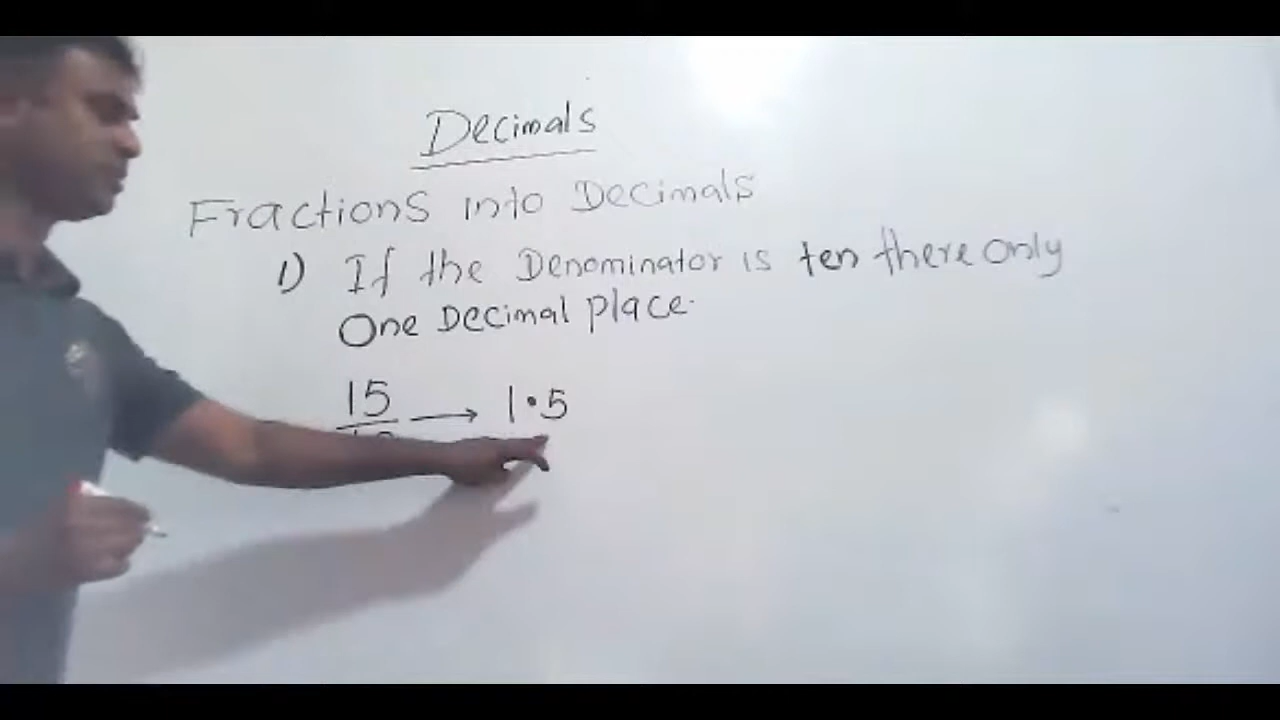 Decimals
Fractions into Decimals
1) If the Denominator is ten there only
One Decimal place.
15 → 1.5